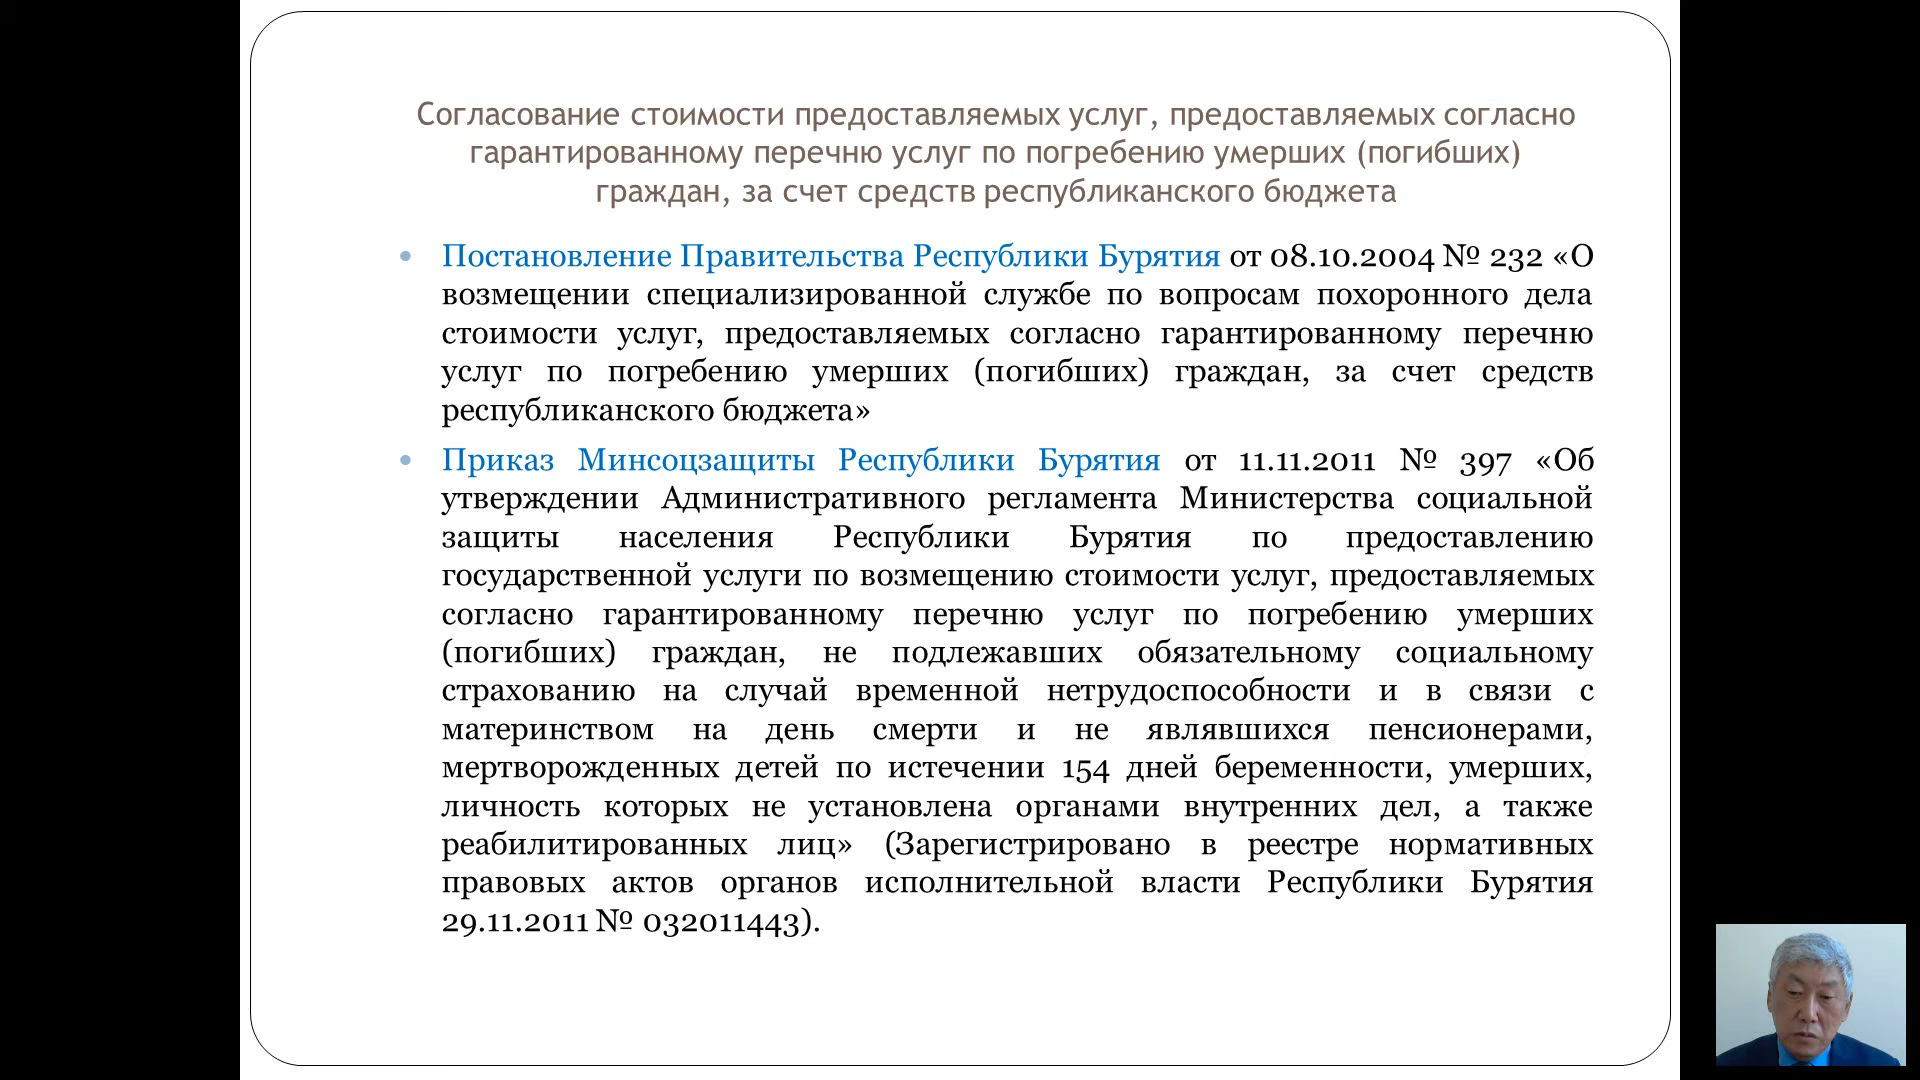 Согласование стоимости предоставляемых услуг, предоставляемых согласно
гарантированному перечню услуг по погребению умерших (погибших)
граждан, за счет средств республиканского бюджета
• Постановление Правительства Республики Бурятия от 08.10.2004 № 232 «О
возмещении специализированной службе по вопросам похоронного дела
стоимости услуг, предоставляемых согласно гарантированному перечню
услуг по погребению умерших (погибших) граждан, за счет средств
республиканского бюджета»
• Приказ Минсоцзащиты Республики Бурятия от 11.11.2011 № 397 «Об
утверждении Административного регламента Министерства социальной
защиты населения Республики Бурятия по предоставлению
государственной услуги по возмещению стоимости услуг, предоставляемых
согласно гарантированному перечню услуг по погребению умерших
(погибших) граждан, не подлежавших обязательному социальному
страхованию на случай временной нетрудоспособности и в связи с
материнством на день смерти и не являвшихся пенсионерами,
мертворожденных детей по истечении 154 дней беременности, умерших,
личность которых не установлена органами внутренних дел, а также
реабилитированных лиц» (Зарегистрировано в реестре нормативных
правовых актов органов исполнительной власти Республики Бурятия
29.11.2011 № 032011443).